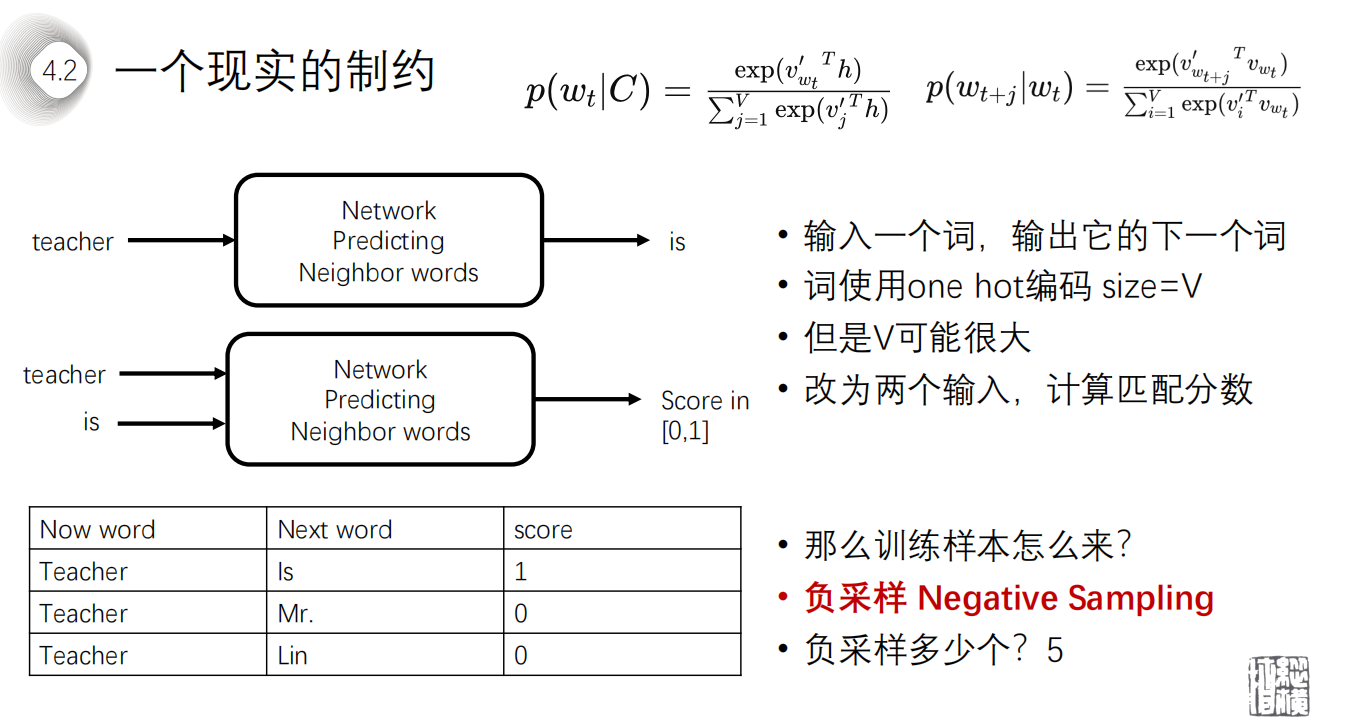 4.2
一个现实的制约
p(w_t|C) = exp(v'_{w_t}^T h) / ∑_{j=1}^{V} exp(v'_j^T h)
p(w_{t+j}|w_t) = exp(v'_{w_{t+j}}^T v_{w_t}) / ∑_{i=1}^{V} exp(v'_i^T v_{w_t})
teacher
Network
Predicting
Neighbor words
is
teacher
is
Network
Predicting
Neighbor words
Score in
[0,1]
• 输入一个词，输出它的下一个词
• 词使用one hot编码 size=V
• 但是V可能很大
• 改为两个输入，计算匹配分数
Now word Next word score
Teacher Is 1
Teacher Mr. 0
Teacher Lin 0
• 那么训练样本怎么来？
• 负采样 Negative Sampling
• 负采样多少个？5